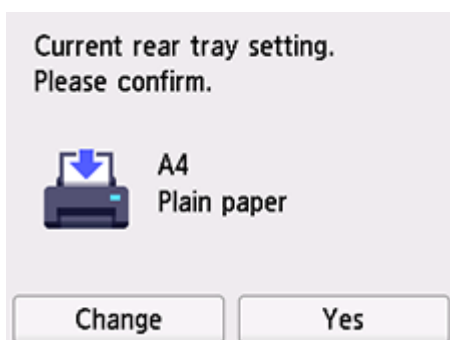 Current rear tray setting.
Please confirm.
A4
Plain paper
Change
Yes